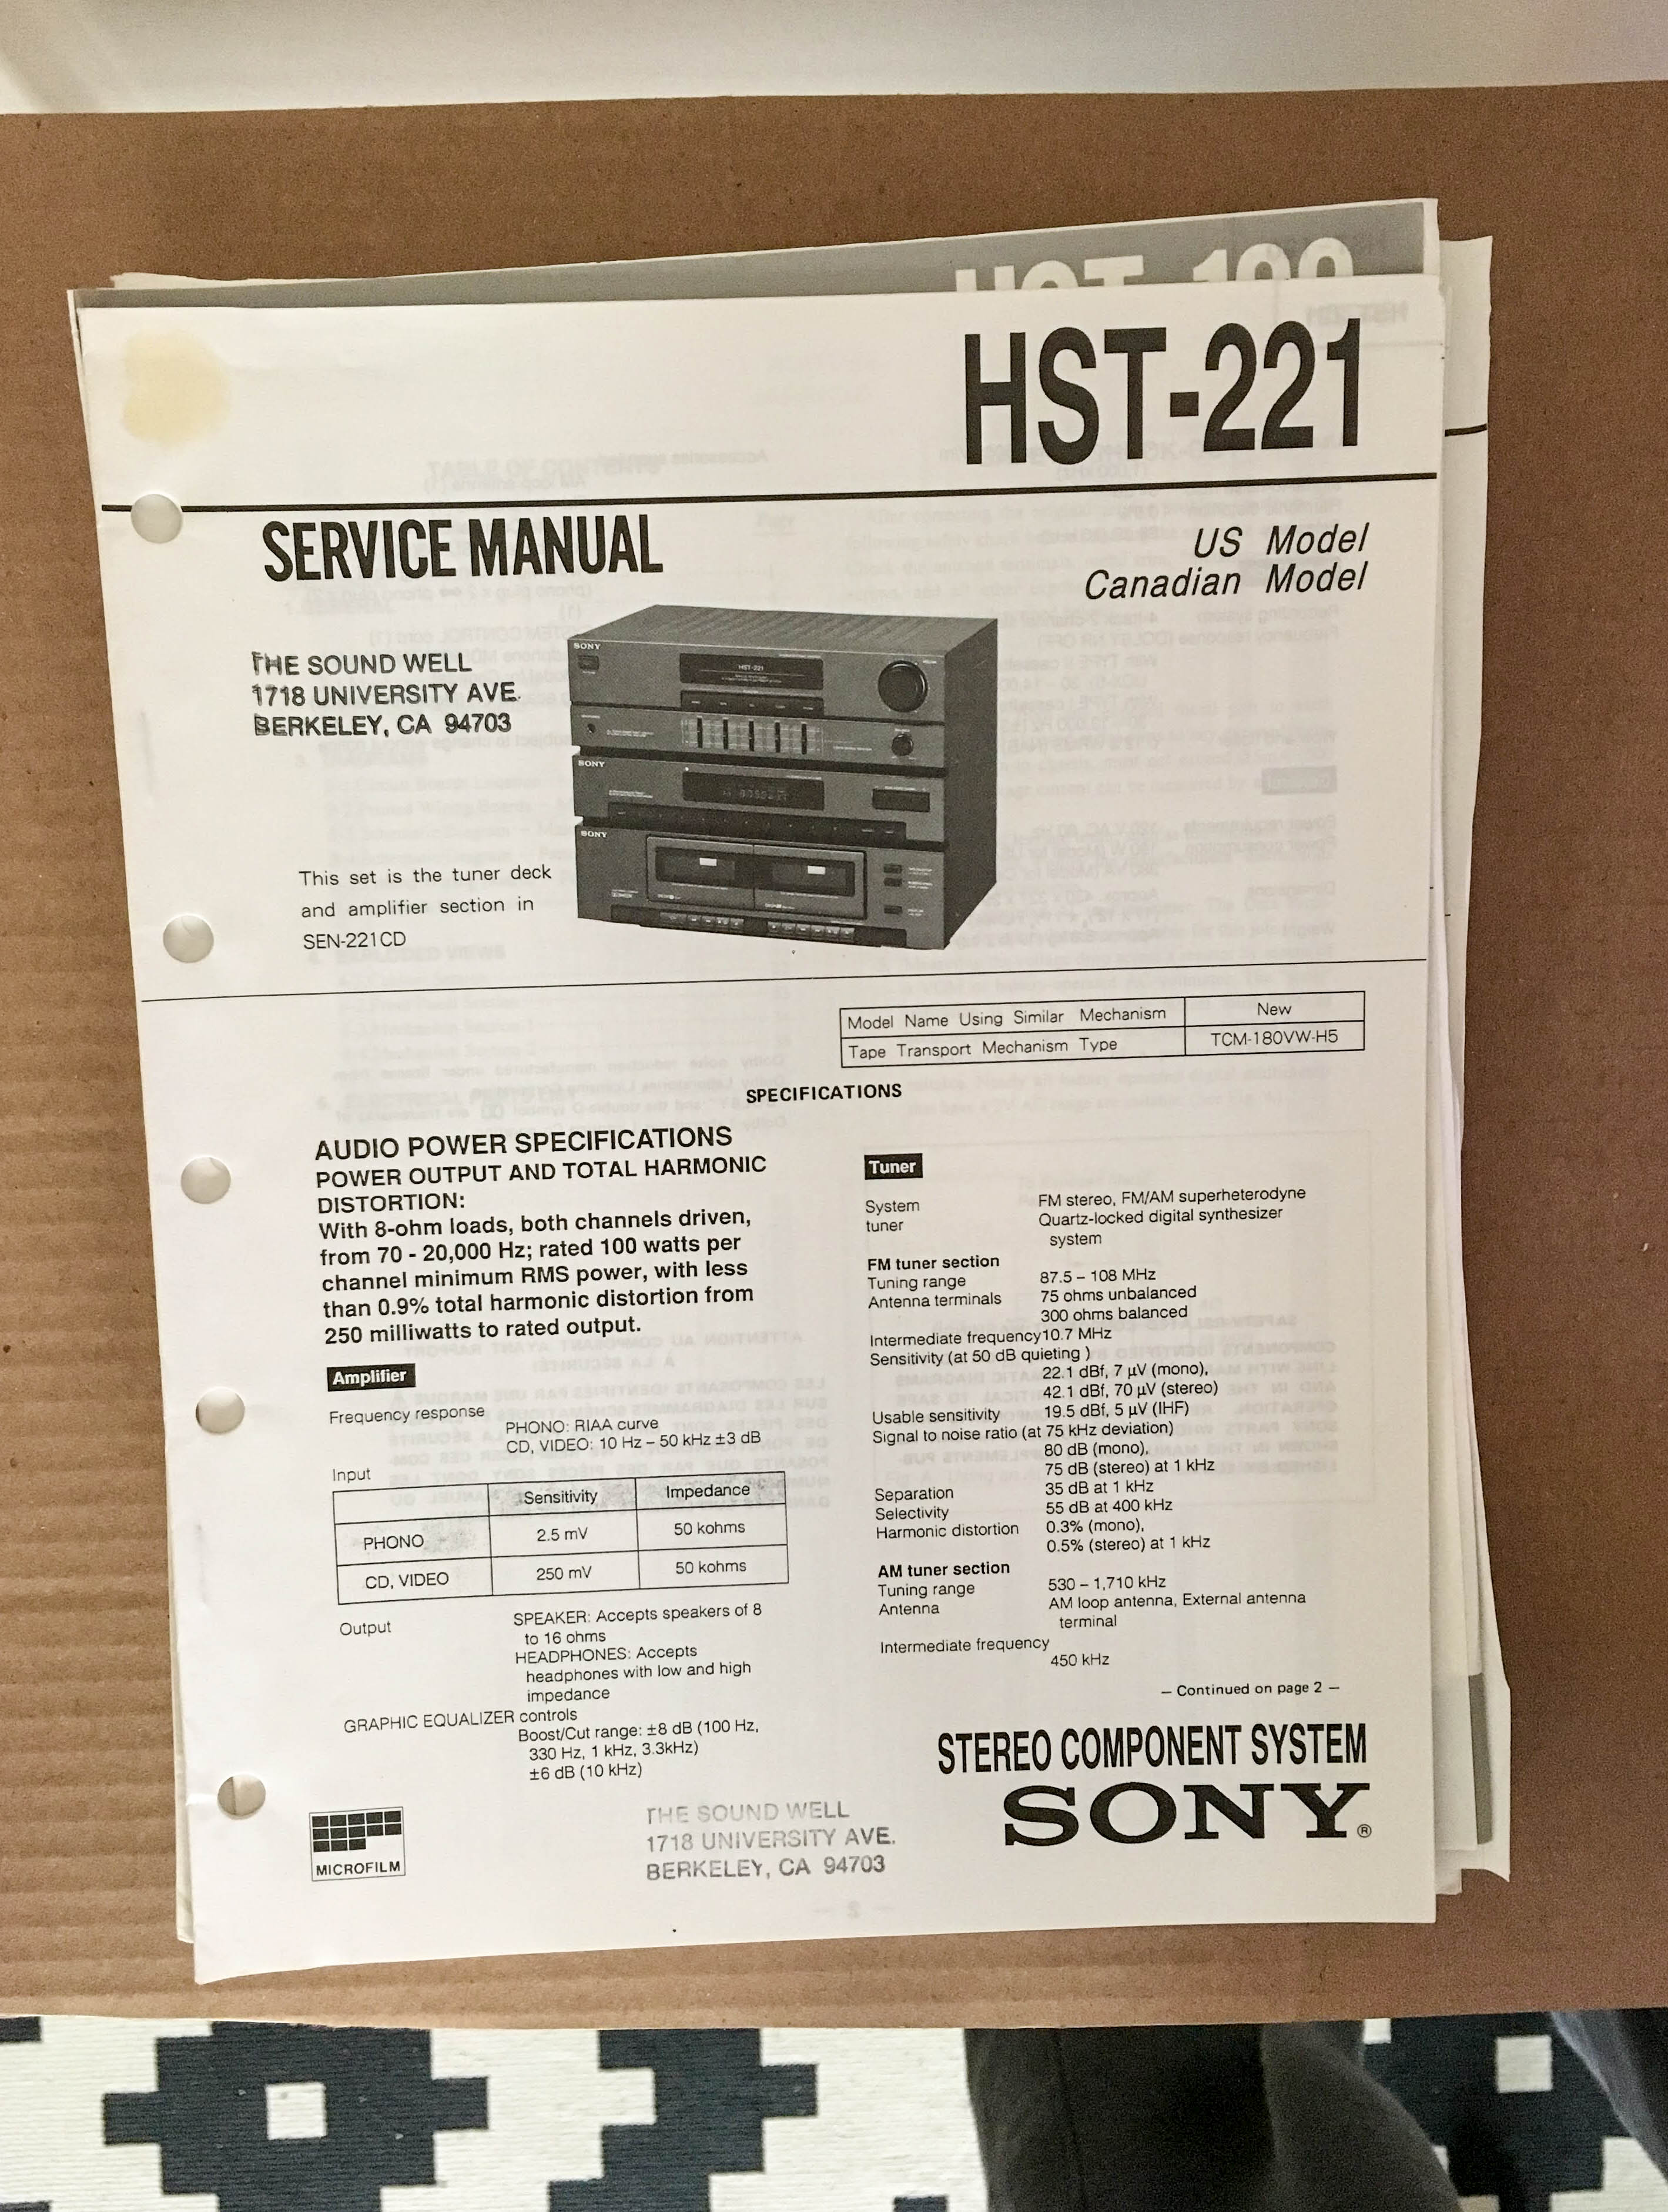 HST-221
SERVICE MANUAL
US Model
Canadian Model
THE SOUND WELL
1718 UNIVERSITY AVE.
BERKELEY, CA 94703
SONY
HST-221
SONY
SONY
This set is the tuner deck
and amplifier section in
SEN-221CD
Model Name Using Similar Mechanism New
Tape Transport Mechanism Type TCM-180VW-H5
SPECIFICATIONS
AUDIO POWER SPECIFICATIONS
POWER OUTPUT AND TOTAL HARMONIC
DISTORTION:
With 8-ohm loads, both channels driven,
from 70 - 20,000 Hz; rated 100 watts per
channel minimum RMS power, with less
than 0.9% total harmonic distortion from
250 milliwatts to rated output.
Amplifier
Frequency response
PHONO: RIAA curve
CD, VIDEO: 10 Hz – 50 kHz ±3 dB
Input
Sensitivity Impedance
PHONO 2.5 mV 50 kohms
CD, VIDEO 250 mV 50 kohms
Output SPEAKER: Accepts speakers of 8
to 16 ohms
HEADPHONES: Accepts
headphones with low and high
impedance
GRAPHIC EQUALIZER controls
Boost/Cut range: ±8 dB (100 Hz,
330 Hz, 1 kHz, 3.3kHz)
±6 dB (10 kHz)
Tuner
System FM stereo, FM/AM superheterodyne
tuner Quartz-locked digital synthesizer
system
FM tuner section
Tuning range 87.5 – 108 MHz
Antenna terminals 75 ohms unbalanced
300 ohms balanced
Intermediate frequency 10.7 MHz
Sensitivity (at 50 dB quieting )
22.1 dBf, 7 µV (mono),
42.1 dBf, 70 µV (stereo)
Usable sensitivity 19.5 dBf, 5 µV (IHF)
Signal to noise ratio (at 75 kHz deviation)
80 dB (mono),
75 dB (stereo) at 1 kHz
Separation 35 dB at 1 kHz
Selectivity 55 dB at 400 kHz
Harmonic distortion 0.3% (mono),
0.5% (stereo) at 1 kHz
AM tuner section
Tuning range 530 – 1,710 kHz
Antenna AM loop antenna, External antenna
terminal
Intermediate frequency
450 kHz
– Continued on page 2 –
STEREO COMPONENT SYSTEM
SONY®
MICROFILM
THE SOUND WELL
1718 UNIVERSITY AVE.
BERKELEY, CA 94703